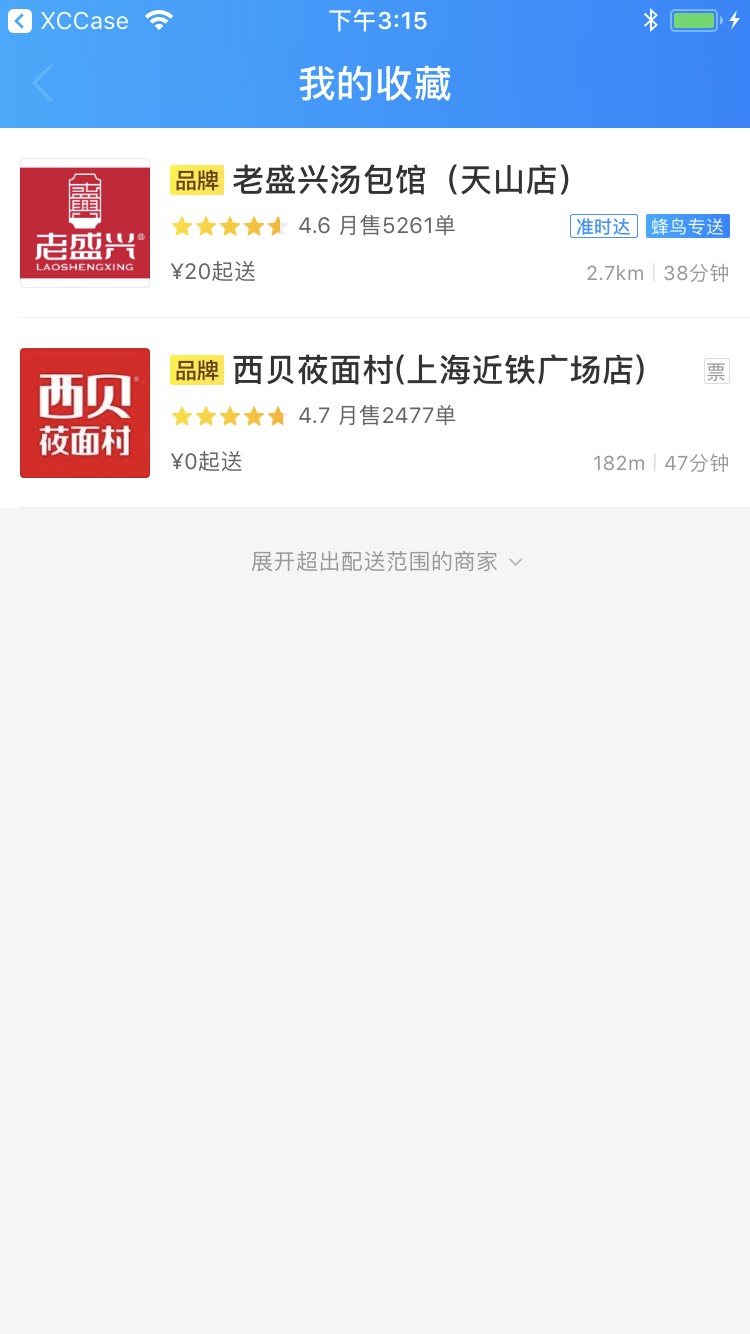 XCCase 下午3:15
我的收藏
老盛兴®
LAOSHENGXING
品牌 老盛兴汤包馆（天山店）
4.6 月售5261单 准时达 蜂鸟专送
¥20起送 2.7km 38分钟
西贝®
莜面村
品牌 西贝莜面村(上海近铁广场店) 票
4.7 月售2477单
¥0起送 182m 47分钟
展开超出配送范围的商家